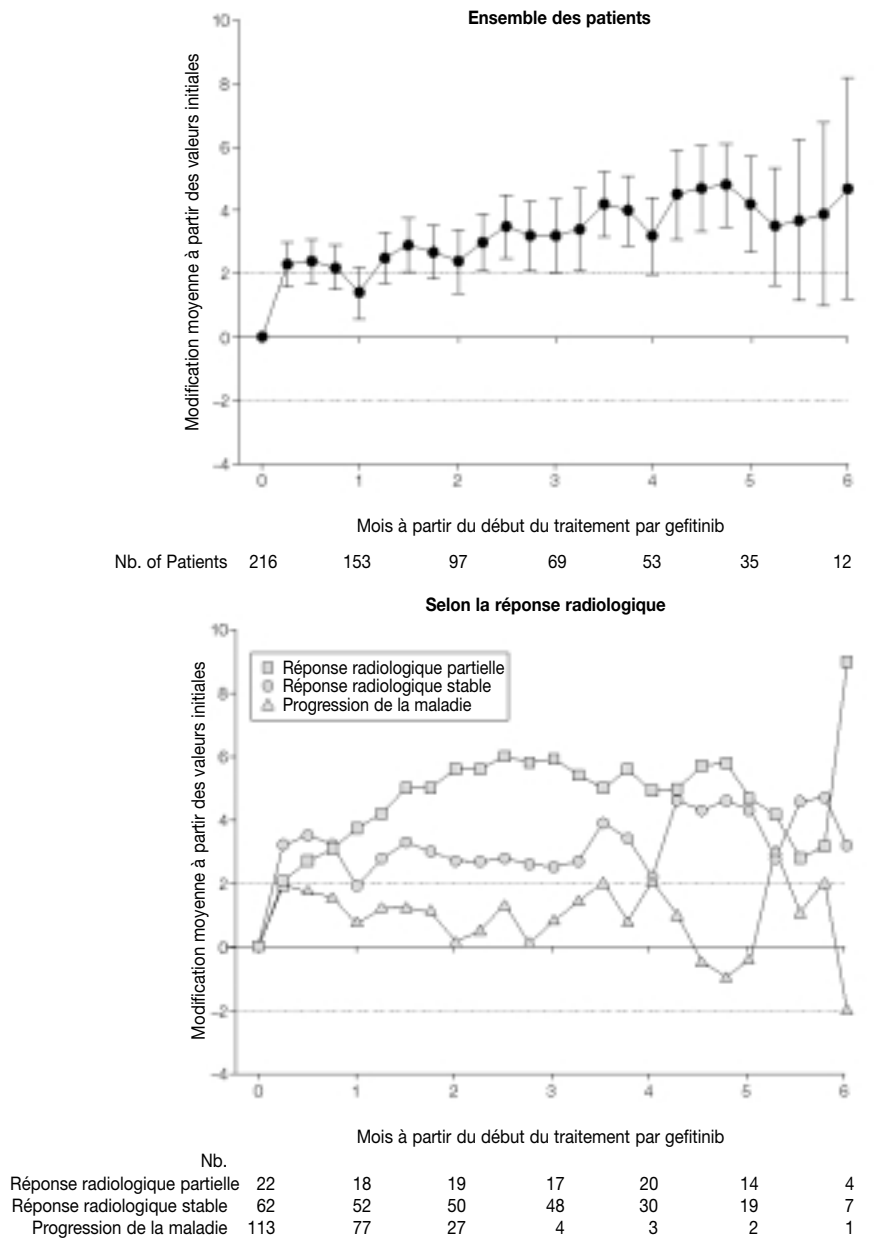 Ensemble des patients
Modification moyenne à partir des valeurs initiales
10
8
6
4
2
0
-2
-4
0 1 2 3 4 5 6
Mois à partir du début du traitement par gefitinib
Nb. of Patients 216 153 97 69 53 35 12
Selon la réponse radiologique
Modification moyenne à partir des valeurs initiales
10
8
6
4
2
0
-2
-4
Réponse radiologique partielle
Réponse radiologique stable
Progression de la maladie
0 1 2 3 4 5 6
Mois à partir du début du traitement par gefitinib
Nb.
Réponse radiologique partielle 22 18 19 17 20 14 4
Réponse radiologique stable 62 52 50 48 30 19 7
Progression de la maladie 113 77 27 4 3 2 1